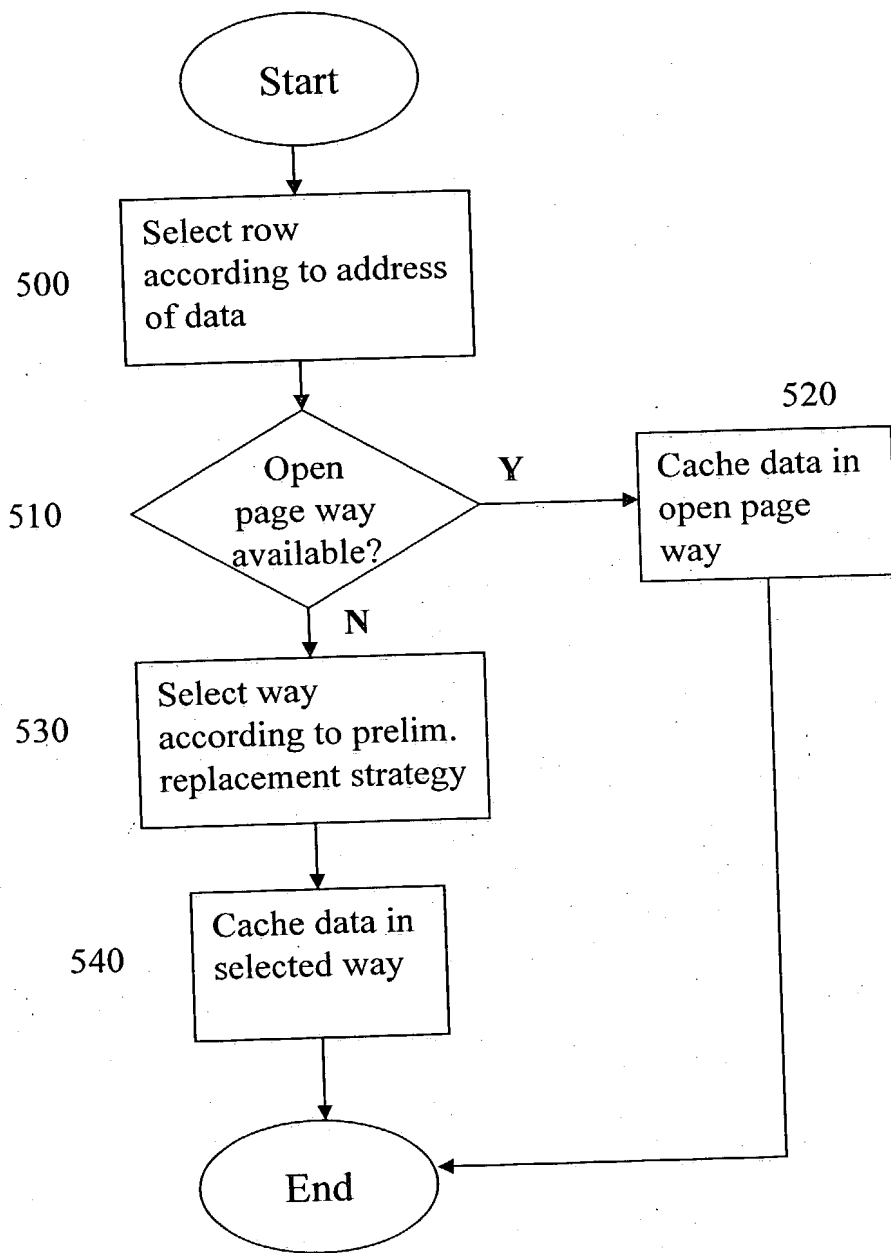 Start
500
Select row
according to address
of data
510
Open
page way
available?
Y
520
Cache data in
open page
way
N
530
Select way
according to prelim.
replacement strategy
540
Cache data in
selected way
End